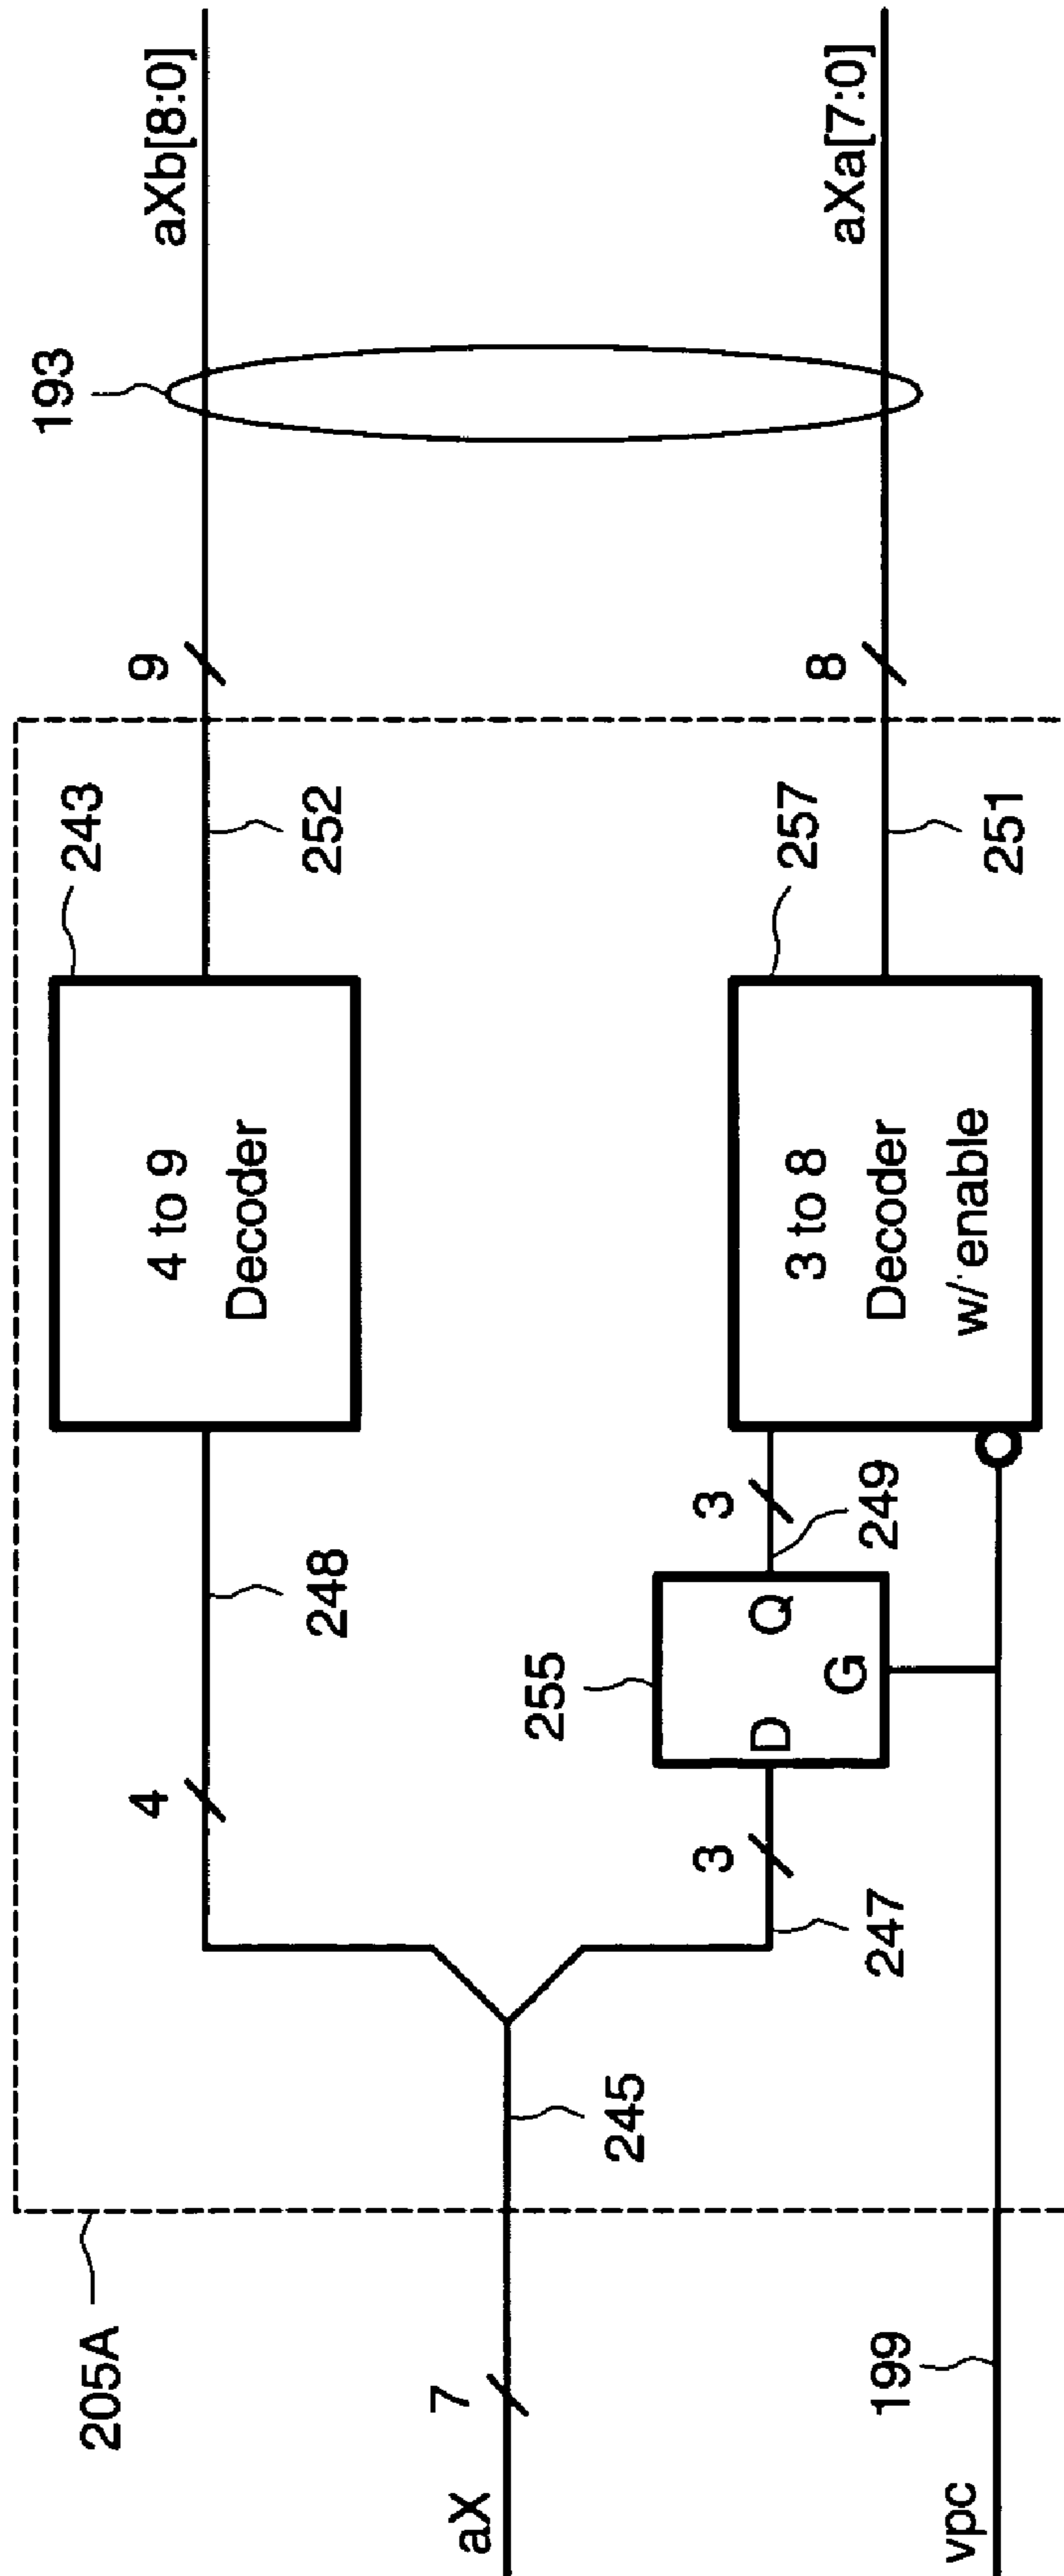 205A
243
4 to 9
Decoder
248
4
252
9
193
aXb[8:0]
aX
7
245
3
247
255
D
Q
G
3
249
257
3 to 8
Decoder
w/ enable
251
8
aXa[7:0]
vpc
199